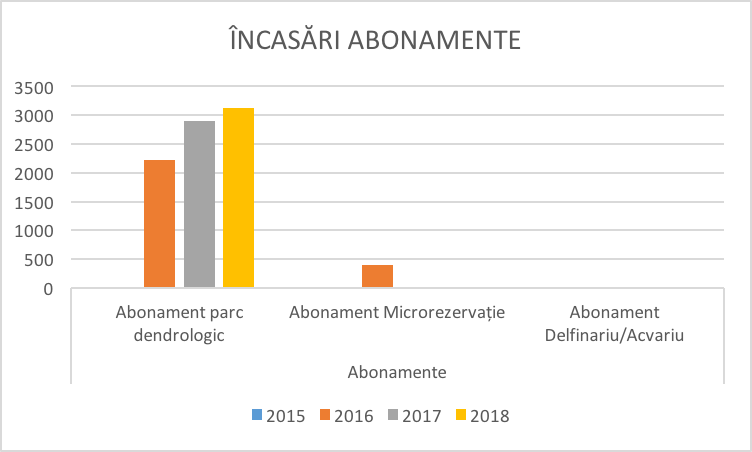 ÎNCASĂRI ABONAMENTE
3500
3000
2500
2000
1500
1000
500
0
Abonament parc
dendrologic
Abonament Microrezervație
Abonament
Delfinariu/Acvariu
Abonamente
2015 2016 2017 2018